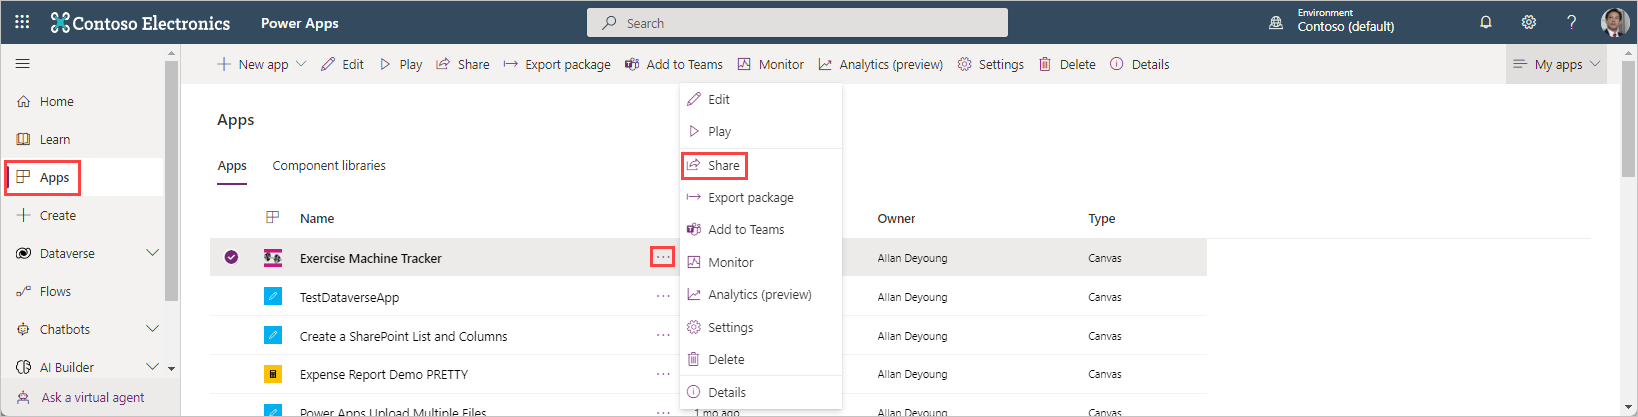 Contoso Electronics Power Apps Search Environment
Contoso (default) ?
New app Edit Play Share Export package Add to Teams Monitor Analytics (preview) Settings Delete Details My apps
Home
Learn
Apps
Create
Dataverse
Flows
Chatbots
AI Builder
Ask a virtual agent
Apps
Apps Component libraries
Name Owner Type
Exercise Machine Tracker ... Allan Deyoung Canvas
TestDataverseApp ... Allan Deyoung Canvas
Create a SharePoint List and Columns ... Allan Deyoung Canvas
Expense Report Demo PRETTY ... Allan Deyoung Canvas
Power Apps Upload Multiple Files ... 1 mo ago Allan Deyoung Canvas
Edit
Play
Share
Export package
Add to Teams
Monitor
Analytics (preview)
Settings
Delete
Details